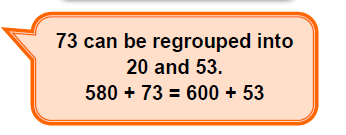 73 can be regrouped into
20 and 53.
580 + 73 = 600 + 53